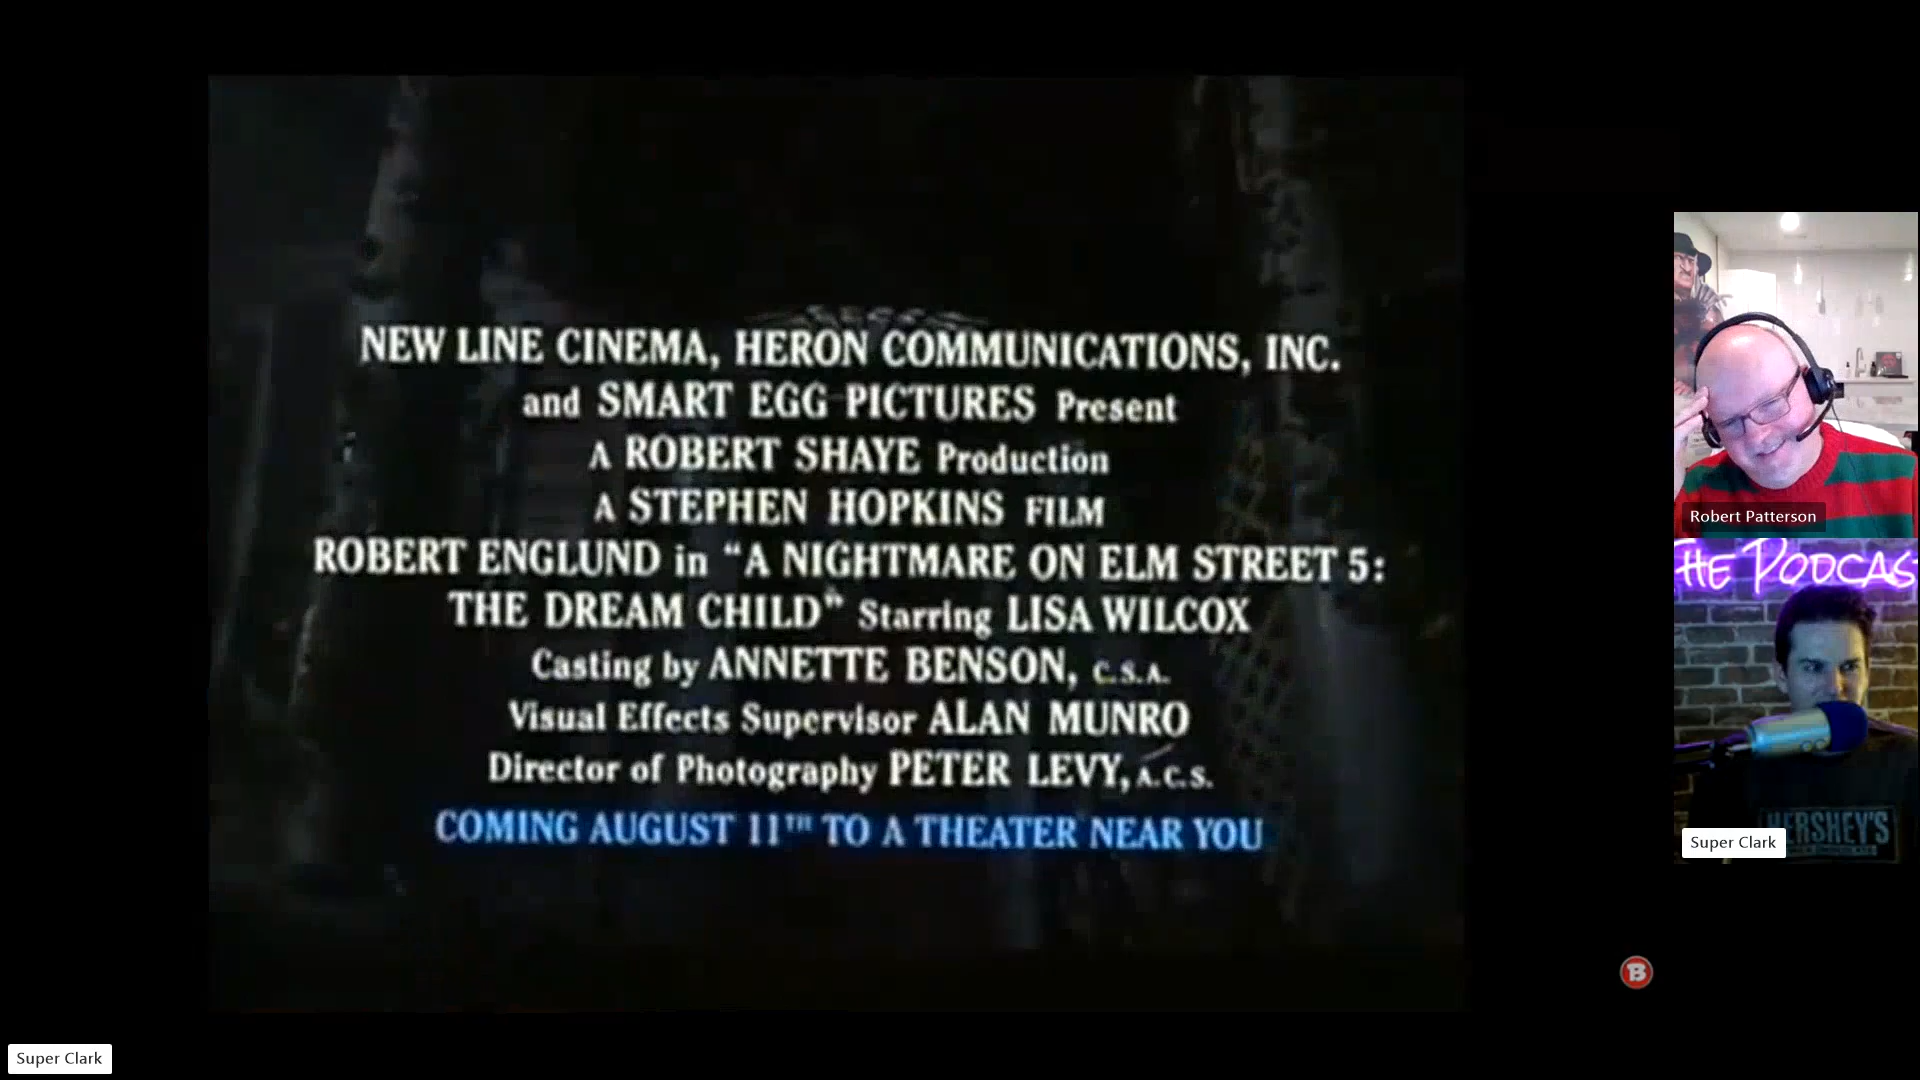 NEW LINE CINEMA, HERON COMMUNICATIONS, INC.
and SMART EGG PICTURES Present
A ROBERT SHAYE Production
A STEPHEN HOPKINS FILM
ROBERT ENGLUND in "A NIGHTMARE ON ELM STREET 5:
THE DREAM CHILD" Starring LISA WILCOX
Casting by ANNETTE BENSON, C.S.A.
Visual Effects Supervisor ALAN MUNRO
Director of Photography PETER LEVY, A.C.S.
COMING AUGUST 11TH TO A THEATER NEAR YOU
Robert Patterson
THE PODCAS
HERSHEY'S
Super Clark
B
Super Clark